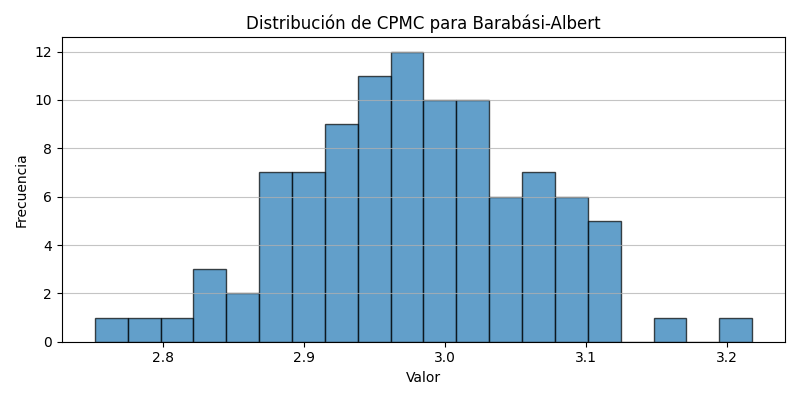 Distribución de CPMC para Barabási-Albert
Frecuencia
12
10
8
6
4
2
0
2.8 2.9 3.0 3.1 3.2
Valor